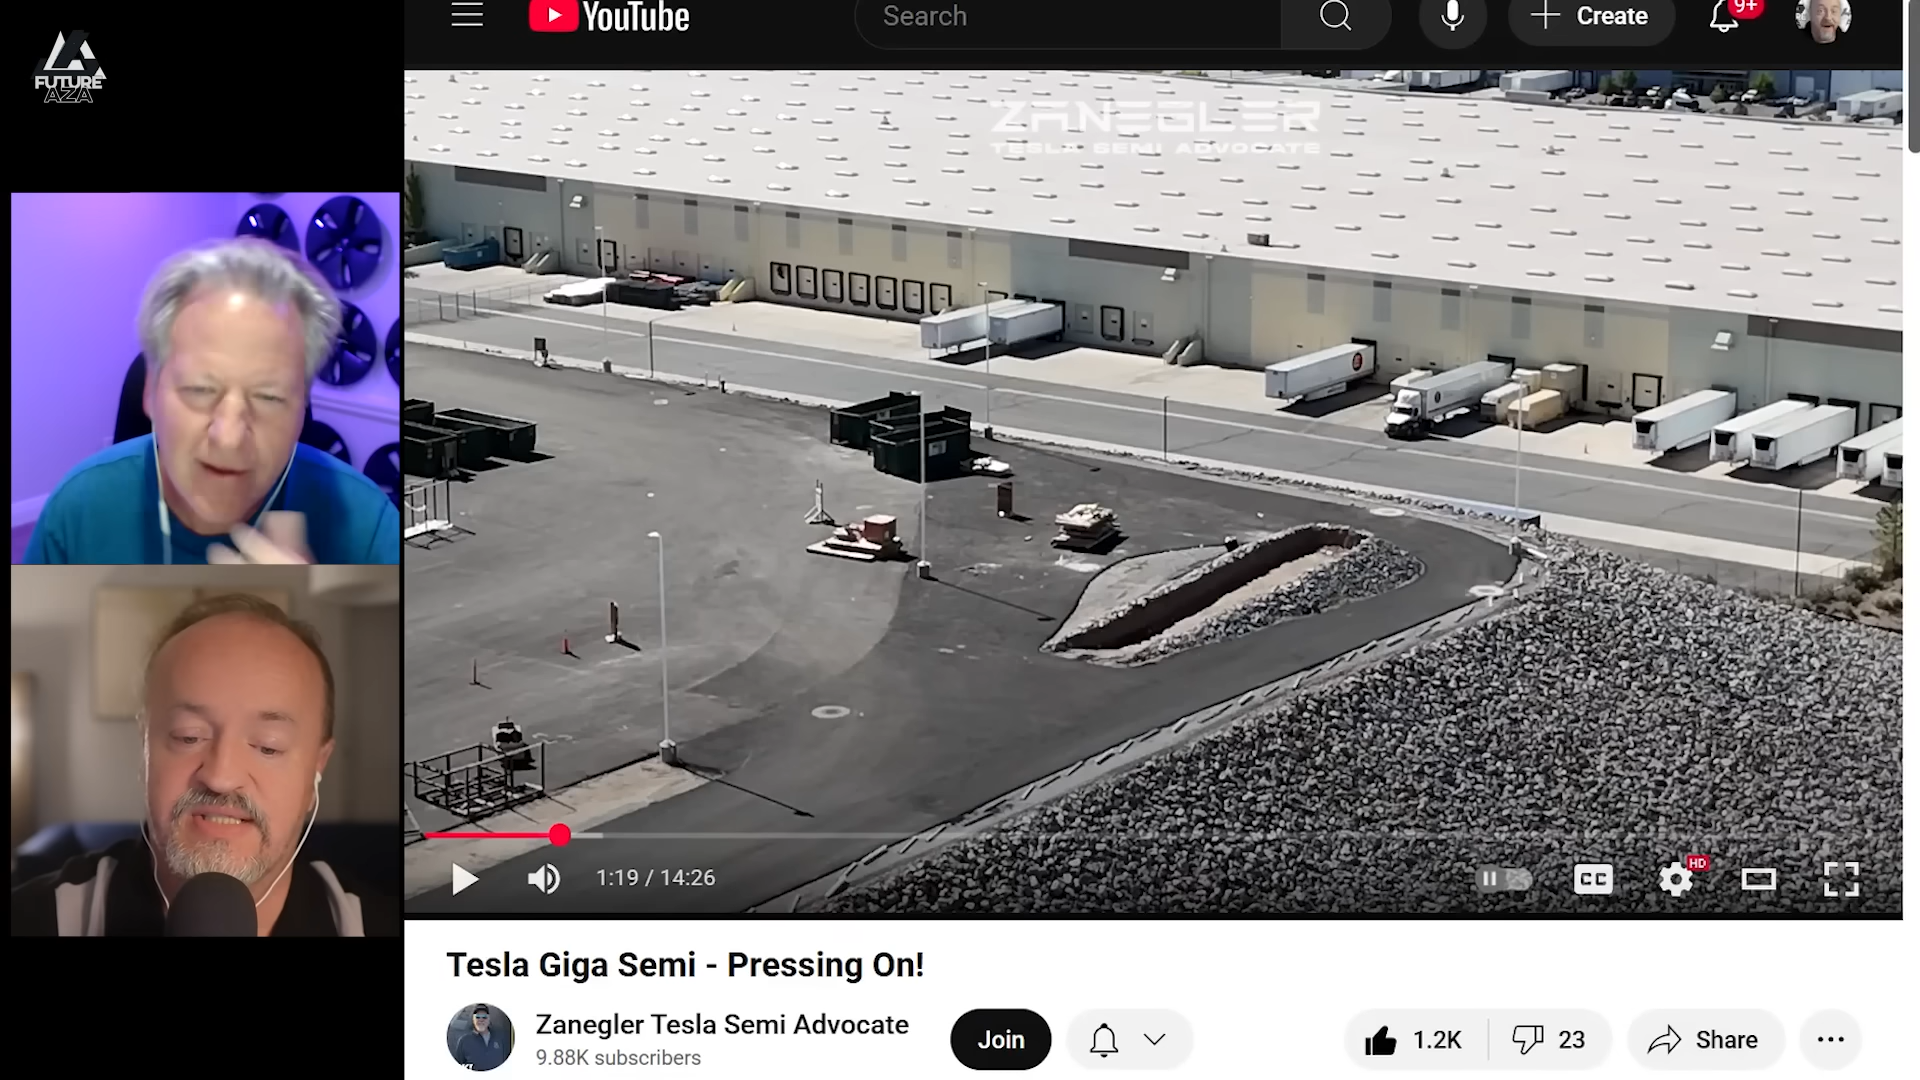 FUTURE
AZA
YouTube
Search
Create
9+
ZANEGLER
TESLA SEMI ADVOCATE
1:19 / 14:26
CC
HD
Tesla Giga Semi - Pressing On!
Zanegler Tesla Semi Advocate
9.88K subscribers
Join
1.2K
23
Share